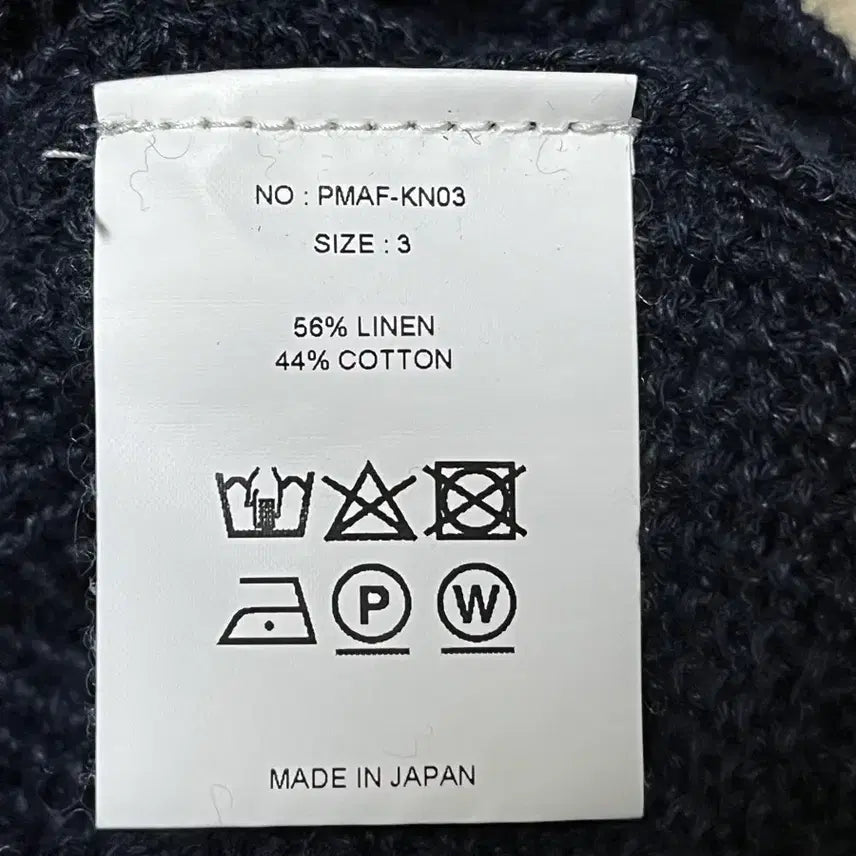 NO : PMAF-KN03
SIZE : 3
56% LINEN
44% COTTON
P W
MADE IN JAPAN